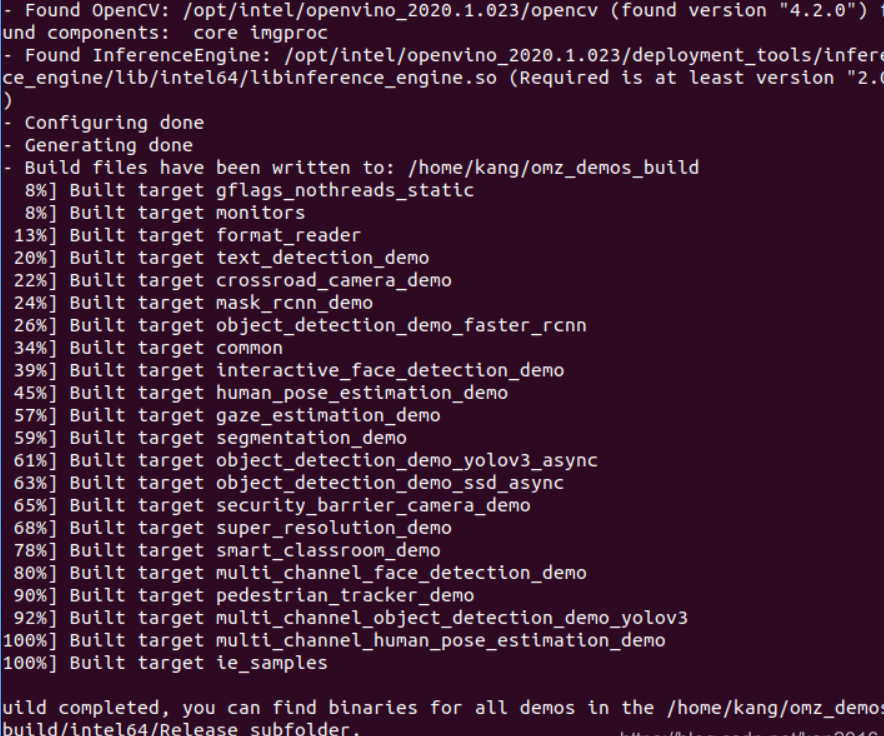 - Found OpenCV: /opt/intel/openvino_2020.1.023/opencv (found version "4.2.0") f
und components:  core imgproc
- Found InferenceEngine: /opt/intel/openvino_2020.1.023/deployment_tools/infere
ce_engine/lib/intel64/libinference_engine.so (Required is at least version "2.0
)
- Configuring done
- Generating done
- Build files have been written to: /home/kang/omz_demos_build
8%] Built target gflags_nothreads_static
8%] Built target monitors
13%] Built target format_reader
20%] Built target text_detection_demo
22%] Built target crossroad_camera_demo
24%] Built target mask_rcnn_demo
26%] Built target object_detection_demo_faster_rcnn
34%] Built target common
39%] Built target interactive_face_detection_demo
45%] Built target human_pose_estimation_demo
57%] Built target gaze_estimation_demo
59%] Built target segmentation_demo
61%] Built target object_detection_demo_yolov3_async
63%] Built target object_detection_demo_ssd_async
65%] Built target security_barrier_camera_demo
68%] Built target super_resolution_demo
78%] Built target smart_classroom_demo
80%] Built target multi_channel_face_detection_demo
90%] Built target pedestrian_tracker_demo
92%] Built target multi_channel_object_detection_demo_yolov3
100%] Built target multi_channel_human_pose_estimation_demo
100%] Built target ie_samples
uild completed, you can find binaries for all demos in the /home/kang/omz_demos
build/intel64/Release subfolder.